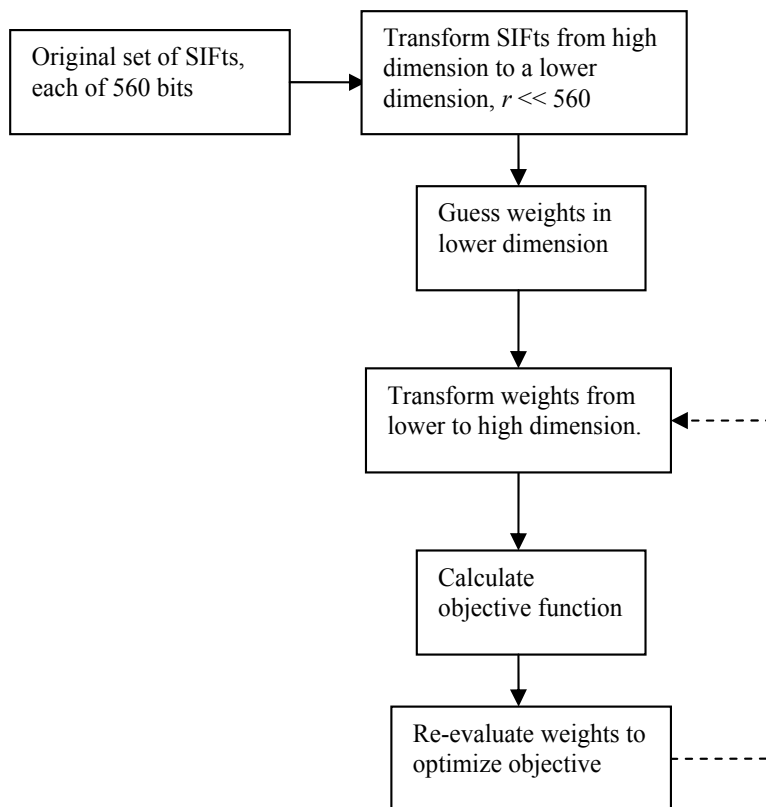 Original set of SIFts,
each of 560 bits
Transform SIFts from high
dimension to a lower
dimension, r << 560
Guess weights in
lower dimension
Transform weights from
lower to high dimension.
Calculate
objective function
Re-evaluate weights to
optimize objective